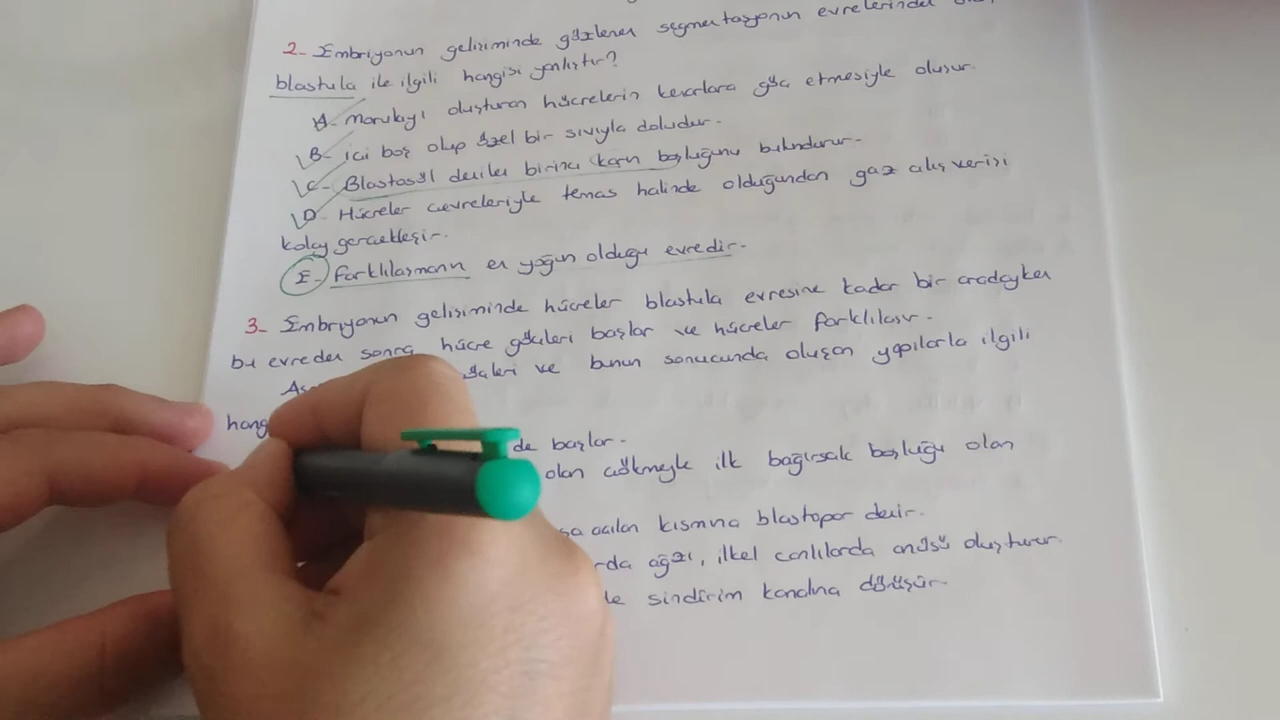 2- Embriyonun gelişiminde gözlenen segmentasyonun evrelerinden
blastula ile ilgili hangisi yanlıştır?
A- Morulayı oluşturan hücrelerin kenarlara göç etmesiyle oluşur.
B- içi boş olup özel bir sıvıyla doludur.
C- Blastosöl denilen birinci karın boşluğunu bulundurur.
D- Hücreler çevreleriyle temas halinde olduğundan gaz alış verişi
kolay gerçekleşir.
E- Farklılaşmanın en yoğun olduğu evredir.
3- Embriyonun gelişiminde hücreler blastula evresine kadar bir aradayken
bu evreden sonra hücre göçleri başlar ve hücreler farklılaşır.
ve bunun sonucunda oluşan yapılarla ilgili
hang
de başlar.
olan çökmeyle ilk bağırsak boşluğu olan
açılan kısmına blastopor denir.
ağzı, ilkel canlılarda anüsü oluşturur.
sindirim kanalına dönüşür.